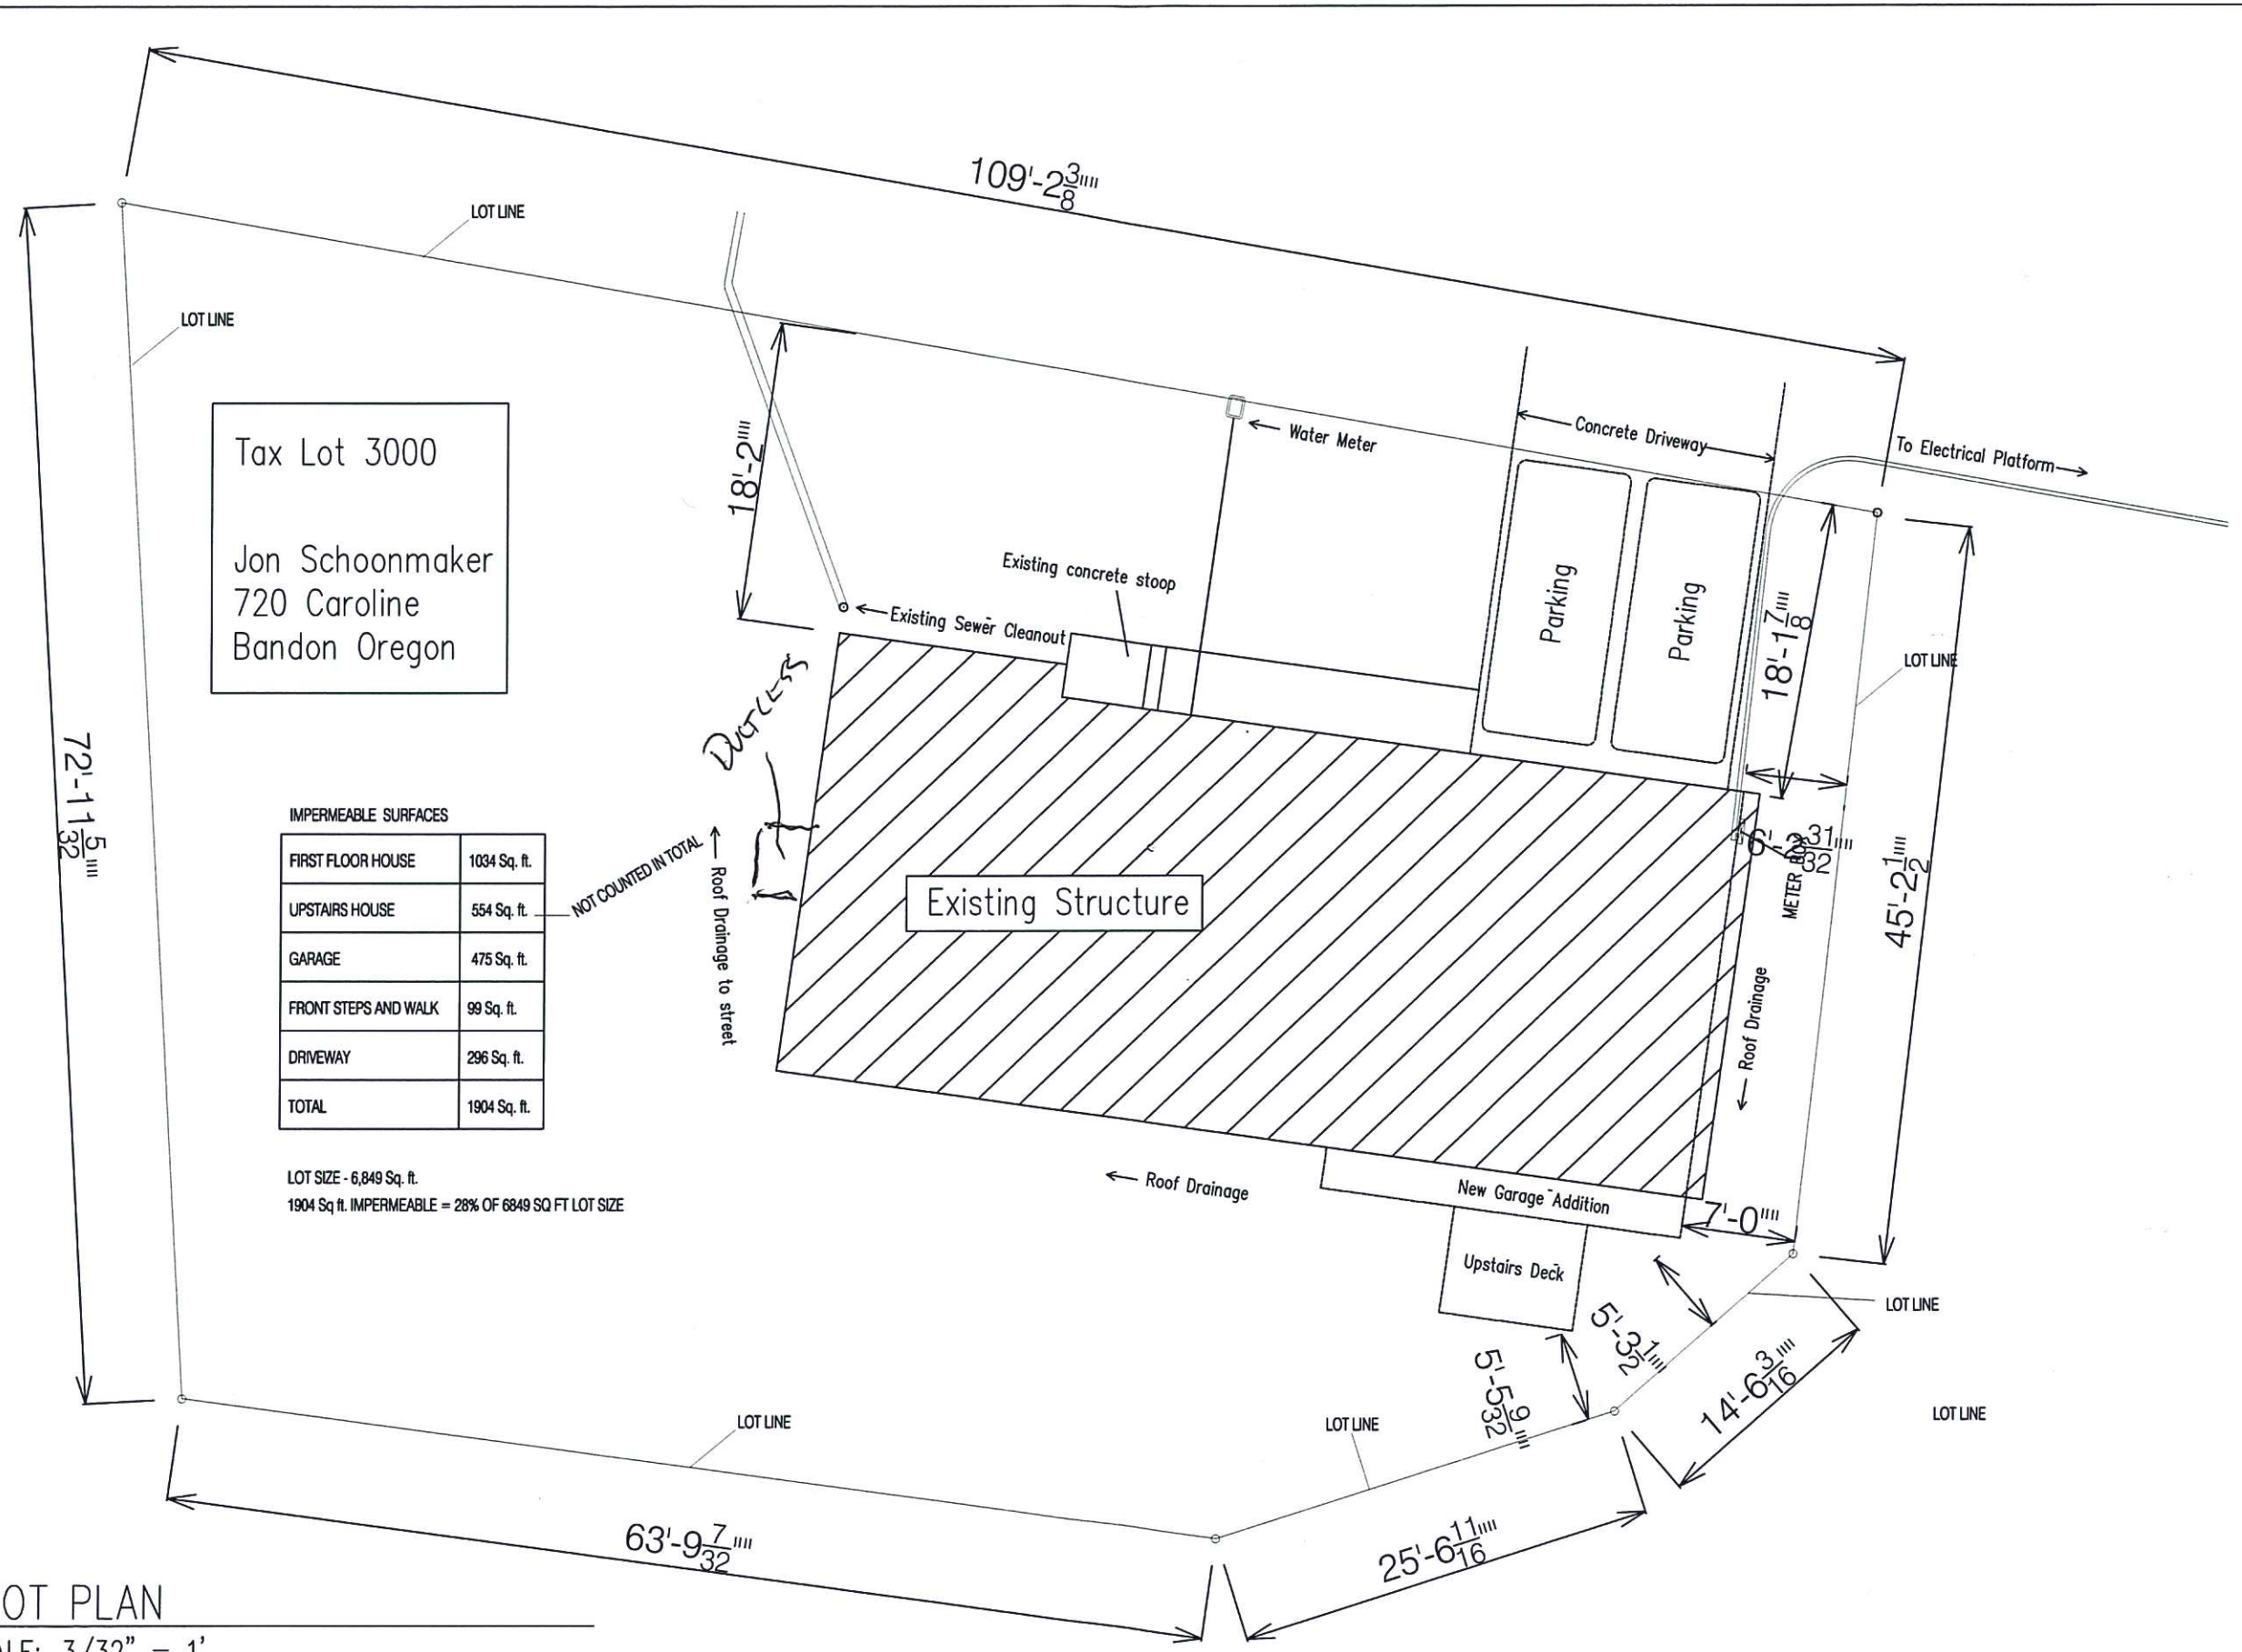 109'-2 3/8""
LOT LINE
LOT LINE
Tax Lot 3000
Jon Schoonmaker
720 Caroline
Bandon Oregon
18'-2""
Water Meter
Concrete Driveway
To Electrical Platform
Existing concrete stoop
Existing Sewer Cleanout
Parking
Parking
18'-1 7/8""
LOT LINE
DUCTLESS
72'-11 5/32""
IMPERMEABLE SURFACES
FIRST FLOOR HOUSE 1034 Sq. ft.
UPSTAIRS HOUSE 554 Sq. ft.
GARAGE 475 Sq. ft.
FRONT STEPS AND WALK 99 Sq. ft.
DRIVEWAY 296 Sq. ft.
TOTAL 1904 Sq. ft.
NOT COUNTED IN TOTAL
Roof Drainage to street
Existing Structure
31/32""
METER
45'-2 1/2""
Roof Drainage
LOT SIZE - 6,849 Sq. ft.
1904 Sq ft. IMPERMEABLE = 28% OF 6849 SQ FT LOT SIZE
Roof Drainage
New Garage Addition
7'-0""
Upstairs Deck
5'-3 1/2""
5'-5 9/32""
LOT LINE
14'-6 3/16""
LOT LINE
LOT LINE
LOT LINE
63'-9 7/32""
25'-6 11/16""
OT PLAN
ALE: 3/32" = 1'